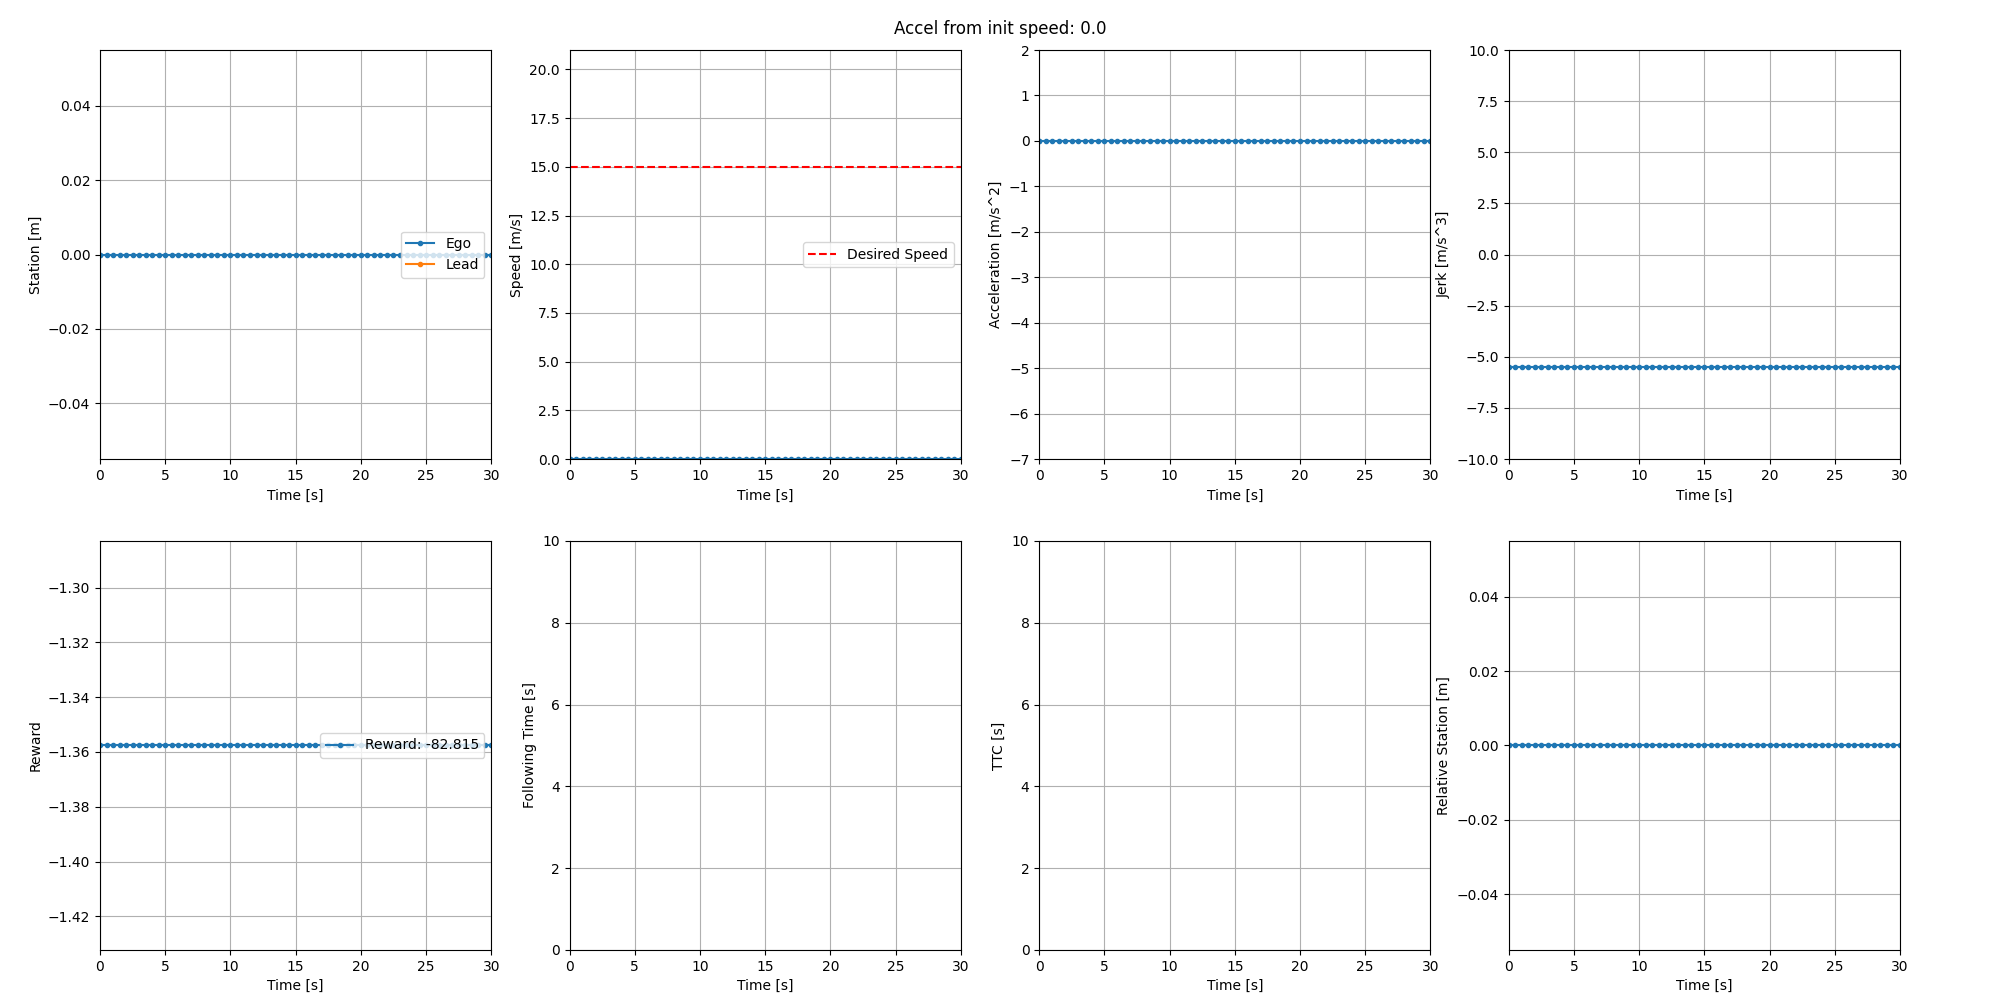 Accel from init speed: 0.0
0.04
0.02
0.00
−0.02
−0.04
Station [m]
Ego
Lead
0 5 10 15 20 25 30
Time [s]
20.0
17.5
15.0
12.5
10.0
7.5
5.0
2.5
0.0
Speed [m/s]
Desired Speed
0 5 10 15 20 25 30
Time [s]
2
1
0
−1
−2
−3
−4
−5
−6
−7
Acceleration [m/s^2]
0 5 10 15 20 25 30
Time [s]
10.0
7.5
5.0
2.5
0.0
−2.5
−5.0
−7.5
−10.0
Jerk [m/s^3]
0 5 10 15 20 25 30
Time [s]
−1.30
−1.32
−1.34
−1.36
−1.38
−1.40
−1.42
Reward
Reward: -82.815
0 5 10 15 20 25 30
Time [s]
10
8
6
4
2
0
Following Time [s]
0 5 10 15 20 25 30
Time [s]
10
8
6
4
2
0
TTC [s]
0 5 10 15 20 25 30
Time [s]
0.04
0.02
0.00
−0.02
−0.04
Relative Station [m]
0 5 10 15 20 25 30
Time [s]